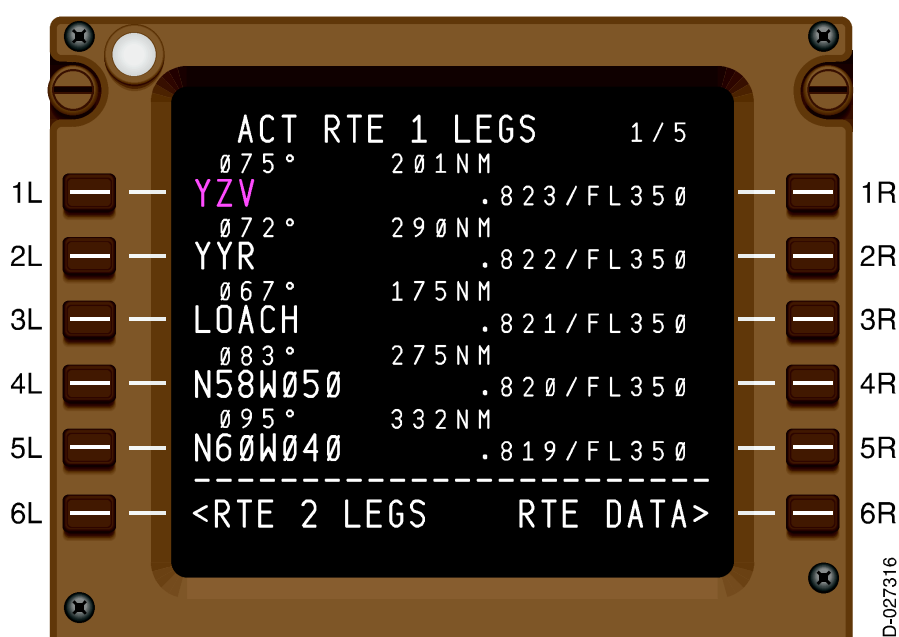 ACT RTE 1 LEGS 1/5
Ø75° 2Ø1NM
1L YZV .823/FL35Ø 1R
Ø72° 29ØNM
2L YYR .822/FL35Ø 2R
Ø67° 175NM
3L LOACH .821/FL35Ø 3R
Ø83° 275NM
4L N58WØ5Ø .82Ø/FL35Ø 4R
Ø95° 332NM
5L N6ØWØ4Ø .819/FL35Ø 5R
------------------------
6L <RTE 2 LEGS RTE DATA> 6R
D-027316